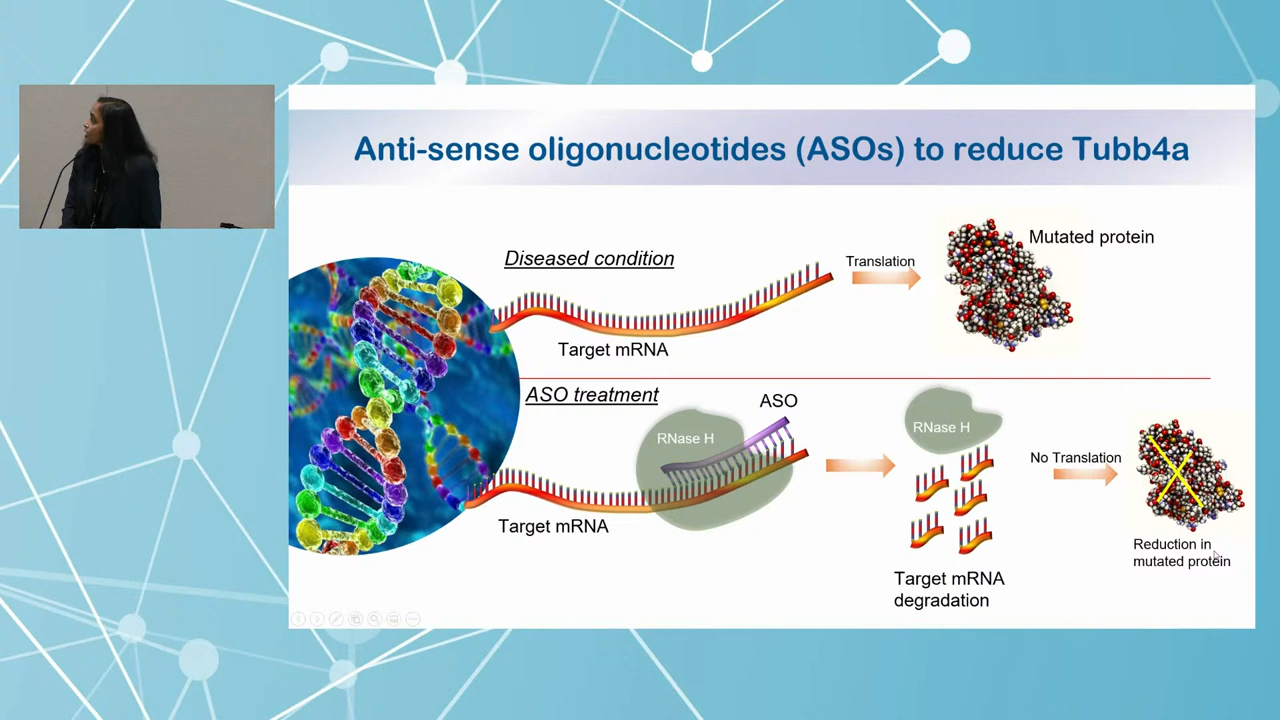 Anti-sense oligonucleotides (ASOs) to reduce Tubb4a
Diseased condition
Translation
Mutated protein
Target mRNA
ASO treatment
ASO
RNase H
Target mRNA
RNase H
Target mRNA
degradation
No Translation
Reduction in
mutated protein